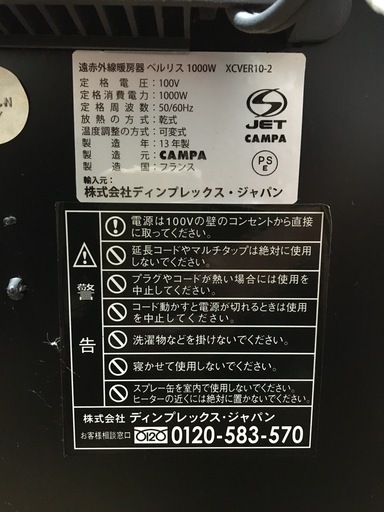 遠赤外線暖房器 ベルリス 1000W XCVER10-2
定格電圧：100V
定格消費電力：1000W
定格周波数：50/60Hz
放熱の方式：乾式
温度調整の方式：可変式
製造年：13年製
製造元：CAMPA
製造国：フランス
輸入元：
株式会社ディンプレックス・ジャパン
S
JET
CAMPA
PS
E
警告
電源は100Vの壁のコンセントから直接
に取ってください。
延長コードやマルチタップは絶対に使用
しないでください。
プラグやコードが熱い場合には使用を
中止してください。
コード動かすと電源が切れるときは使用
を中止してください。
洗濯物などを掛けないでください。
寝かせて使用しないでください。
スプレー缶を室内で使用しないでください。
ヒーターの近くには絶対に置かないでください。
株式会社 ディンプレックス・ジャパン
お客様相談窓口 0120-583-570